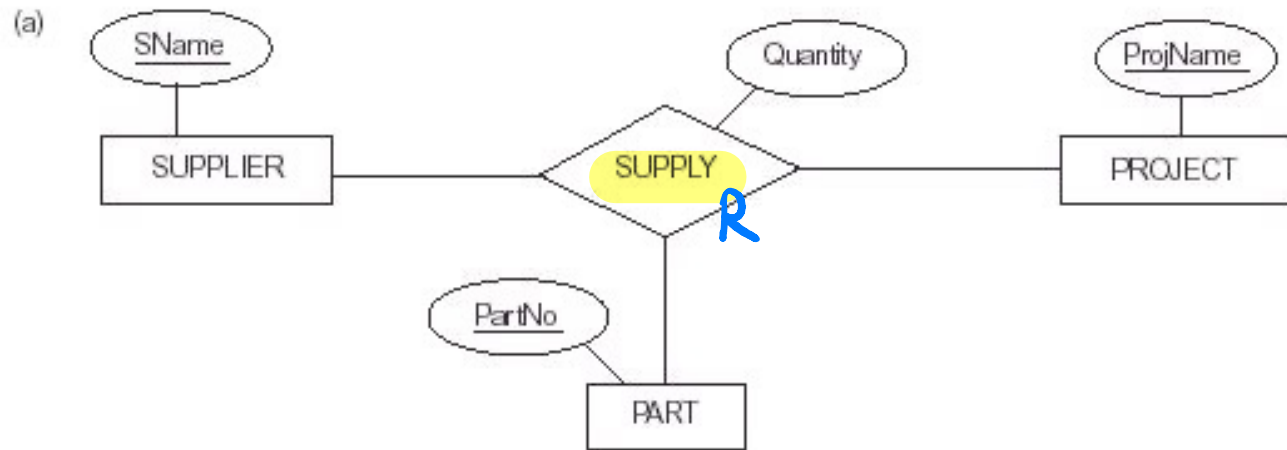 (a)
SName
Quantity
ProjName
SUPPLIER
SUPPLY
PROJECT
R
PartNo
PART